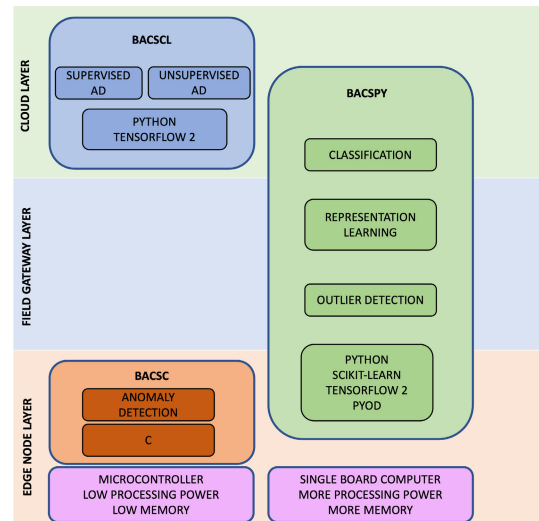 CLOUD LAYER
BACSCL
SUPERVISED
AD
UNSUPERVISED
AD
PYTHON
TENSORFLOW 2
BACSPY
CLASSIFICATION
FIELD GATEWAY LAYER
REPRESENTATION
LEARNING
OUTLIER DETECTION
PYTHON
SCIKIT-LEARN
TENSORFLOW 2
PYOD
EDGE NODE LAYER
BACSC
ANOMALY
DETECTION
C
MICROCONTROLLER
LOW PROCESSING POWER
LOW MEMORY
SINGLE BOARD COMPUTER
MORE PROCESSING POWER
MORE MEMORY